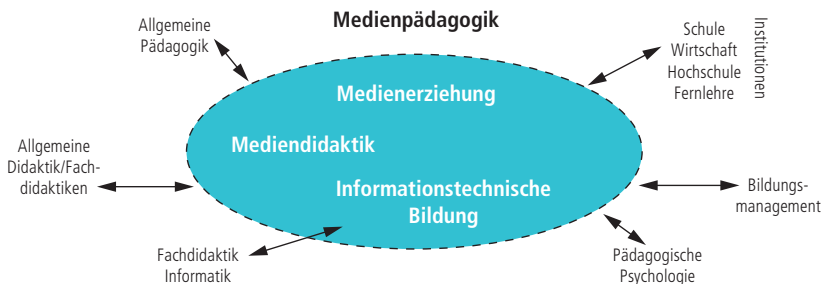 Medienpädagogik
Allgemeine
Pädagogik
Schule
Wirtschaft
Hochschule
Fernlehre
Institutionen
Medienerziehung
Mediendidaktik
Allgemeine
Didaktik/Fach-
didaktiken
Informationstechnische
Bildung
Bildungs-
management
Fachdidaktik
Informatik
Pädagogische
Psychologie